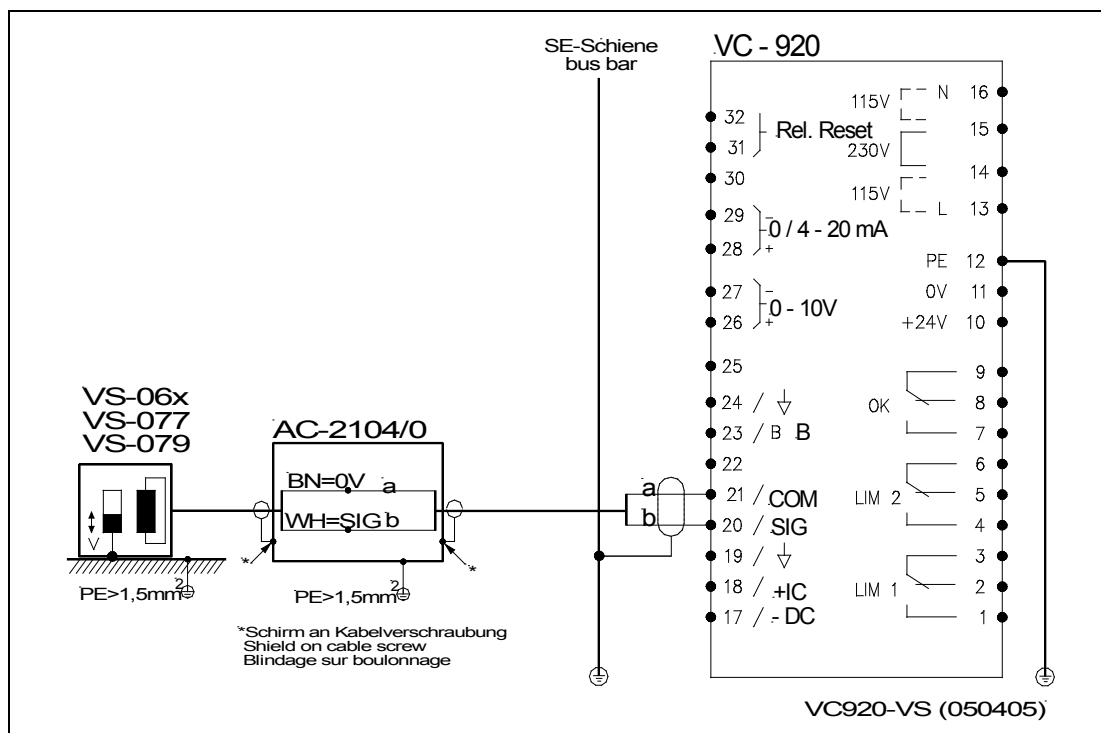 SE-Schiene
bus bar
VC - 920
32
31
Rel. Reset
30
29
-
28
+
0 / 4 - 20 mA
27
-
26
+
0 - 10V
25
24 /
23 / B B
22
21 / COM
20 / SIG
19 /
18 / +IC
17 / - DC
115V
N 16
15
230V
14
115V
L 13
PE 12
0V 11
+24V 10
9
OK 8
7
6
LIM 2 5
4
3
LIM 1 2
1
VS-06x
VS-077
VS-079
V
PE>1,5mm²
AC-2104/0
BN=0V a
WH=SIG b
* *
PE>1,5mm²
a
b
*Schirm an Kabelverschraubung
Shield on cable screw
Blindage sur boulonnage
VC920-VS (050405)